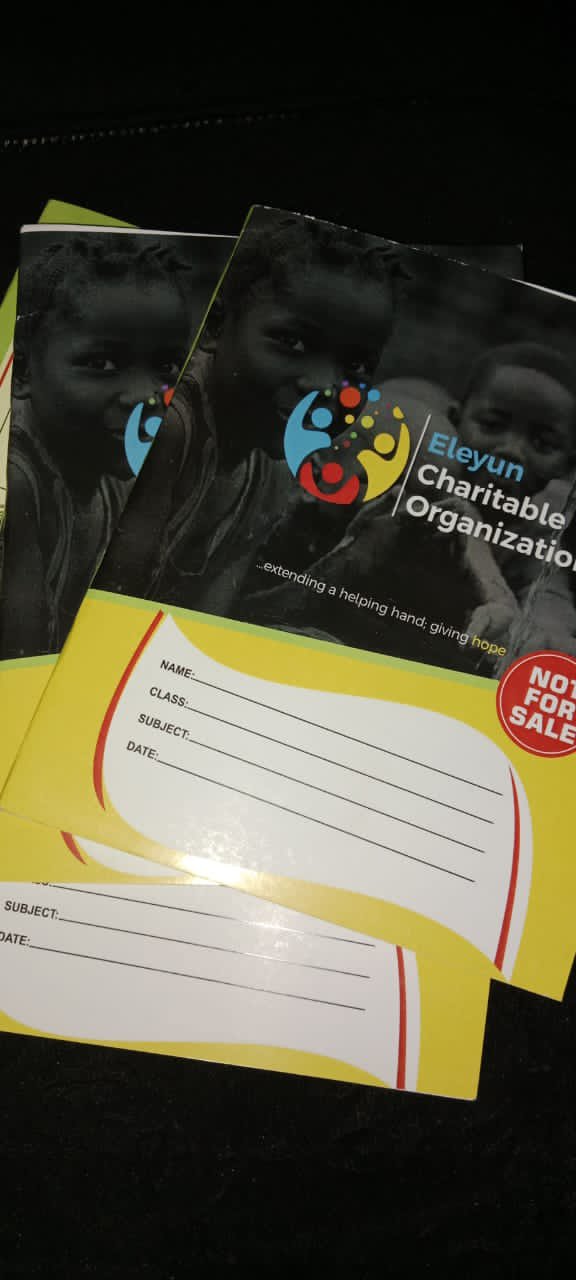 Eleyun
Charitable
Organization
...extending a helping hand; giving hope
NOT
FOR
SALE
NAME:
CLASS:
SUBJECT:
DATE:
SUBJECT:
DATE: